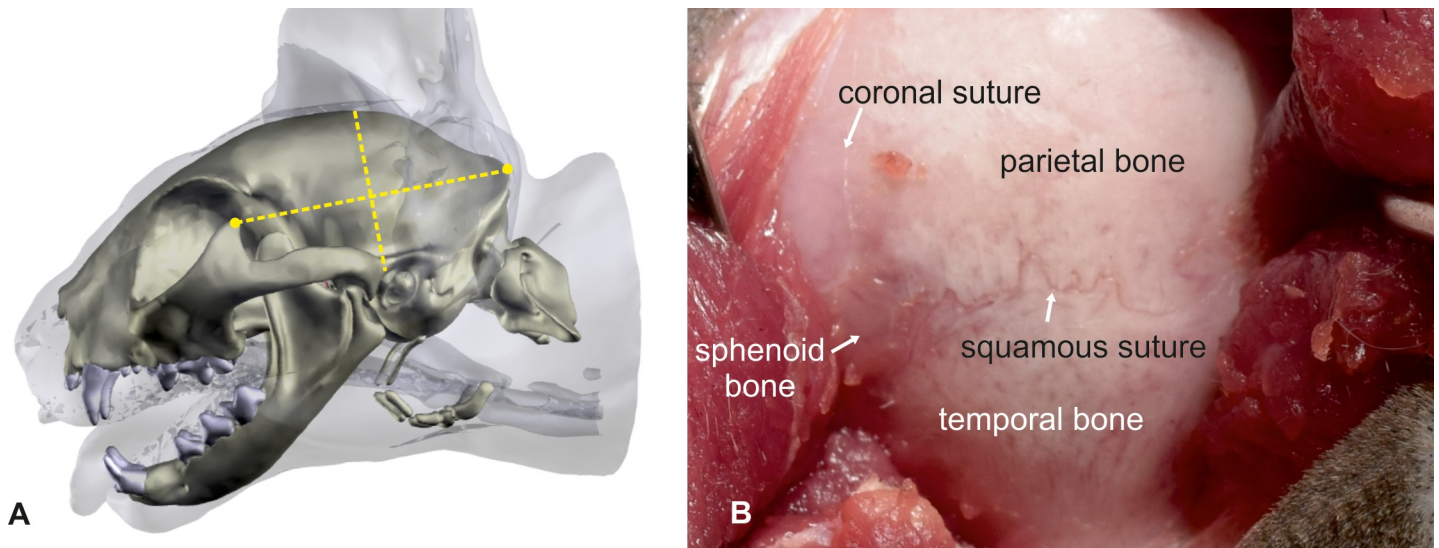 coronal suture
parietal bone
sphenoid
bone
squamous suture
temporal bone
A
B